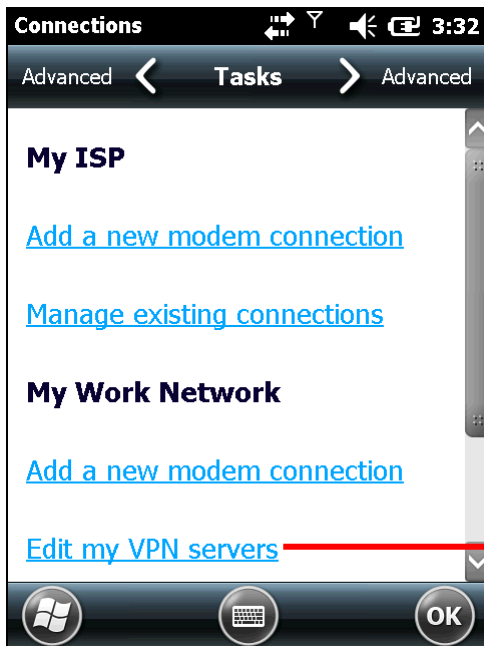 Connections 3:32
Advanced Tasks Advanced
My ISP
Add a new modem connection
Manage existing connections
My Work Network
Add a new modem connection
Edit my VPN servers
OK